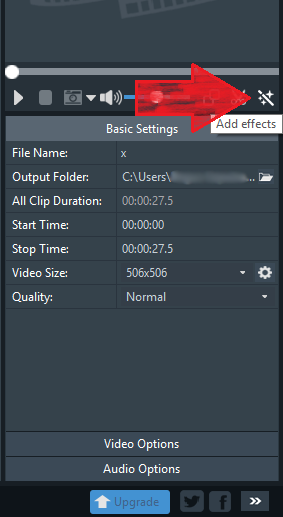 Add effects
Basic Settings
File Name: x
Output Folder: C:\Users\ ...
All Clip Duration: 00:00:27.5
Start Time: 00:00:00
Stop Time: 00:00:27.5
Video Size: 506x506
Quality: Normal
Video Options
Audio Options
Upgrade